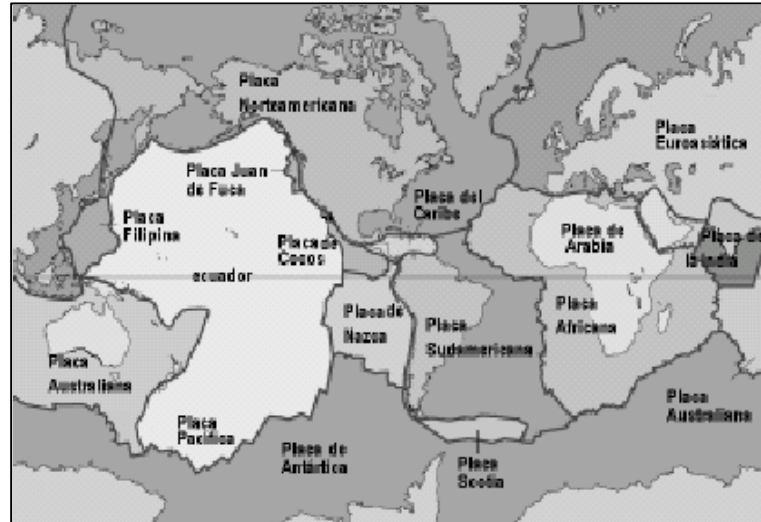 Placa
Norteamericana
Placa
Euroasiática
Placa Juan
de Fuca
Placa del
Caribe
Placa
Filipina
Placa de
Cocos
Placa de
Arabia
Placa de
la India
ecuador
Placa de
Nazca
Placa
Sudamericana
Placa
Africana
Placa
Australiana
Placa
Australiana
Placa
Pacífica
Placa de
Antártica
Placa
Scotia